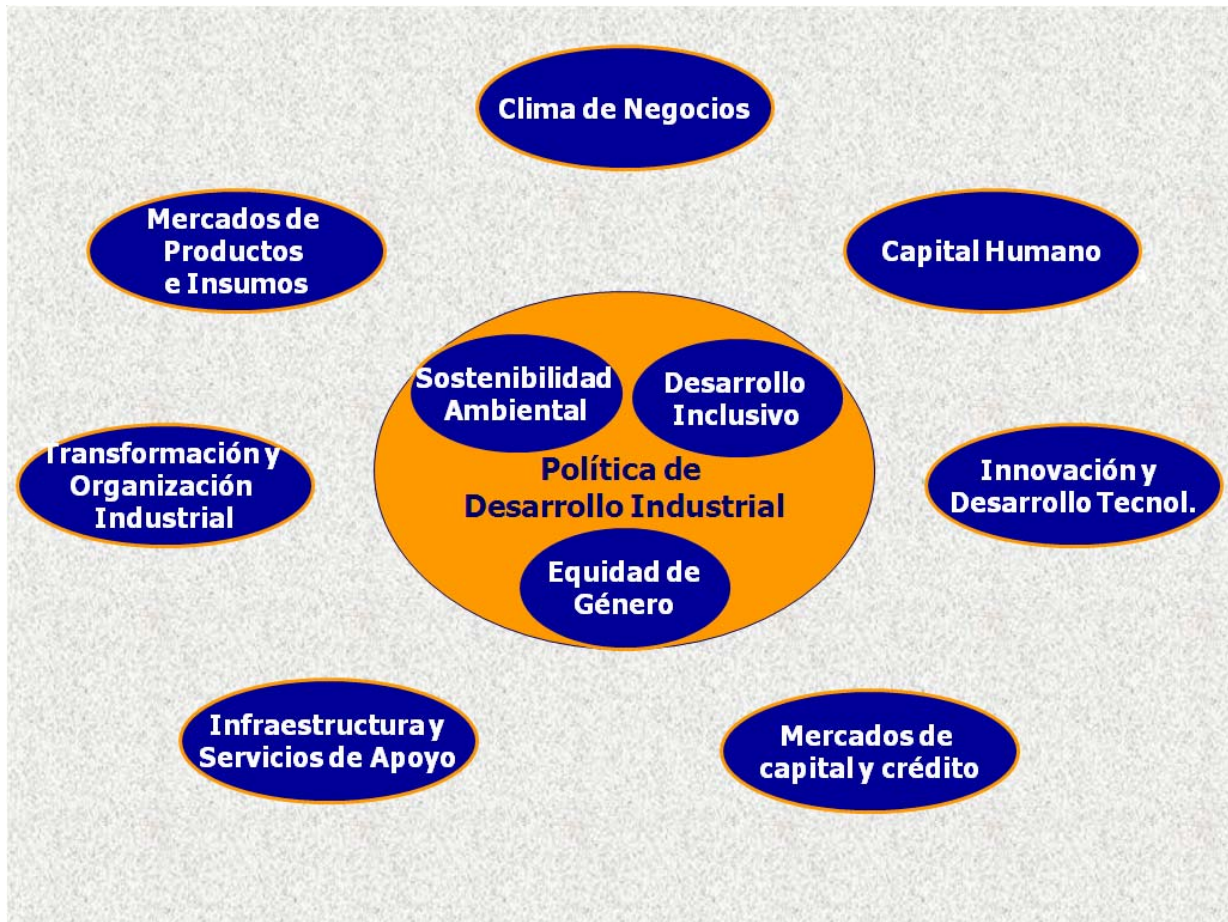 Clima de Negocios
Mercados de
Productos
e Insumos
Capital Humano
Sostenibilidad
Ambiental
Desarrollo
Inclusivo
Política de
Desarrollo Industrial
Equidad de
Género
Transformación y
Organización
Industrial
Innovación y
Desarrollo Tecnol.
Infraestructura y
Servicios de Apoyo
Mercados de
capital y crédito